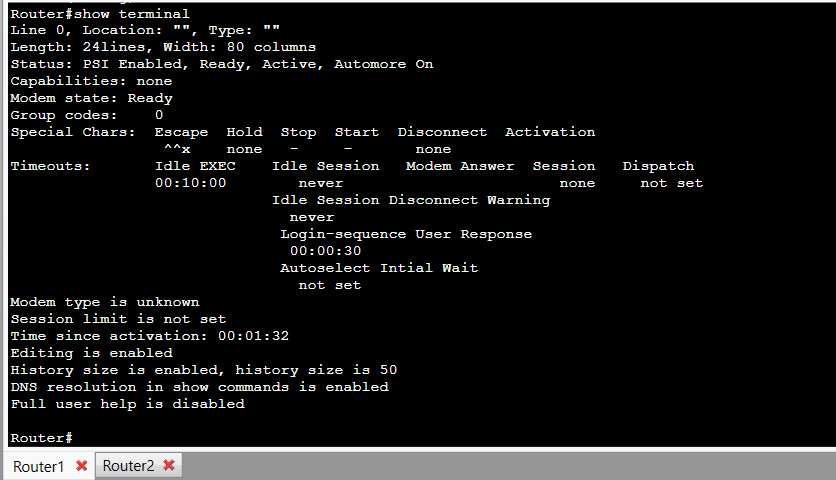 Router#show terminal
Line 0, Location: "", Type: ""
Length: 24lines, Width: 80 columns
Status: PSI Enabled, Ready, Active, Automore On
Capabilities: none
Modem state: Ready
Group codes:    0
Special Chars:  Escape  Hold  Stop  Start  Disconnect  Activation
                 ^^x    none   -     -       none
Timeouts:       Idle EXEC    Idle Session   Modem Answer  Session   Dispatch
                00:10:00        never                        none     not set
                             Idle Session Disconnect Warning
                               never
                              Login-sequence User Response
                               00:00:30
                              Autoselect Intial Wait
                                not set
Modem type is unknown
Session limit is not set
Time since activation: 00:01:32
Editing is enabled
History size is enabled, history size is 50
DNS resolution in show commands is enabled
Full user help is disabled
Router#
Router1 Router2